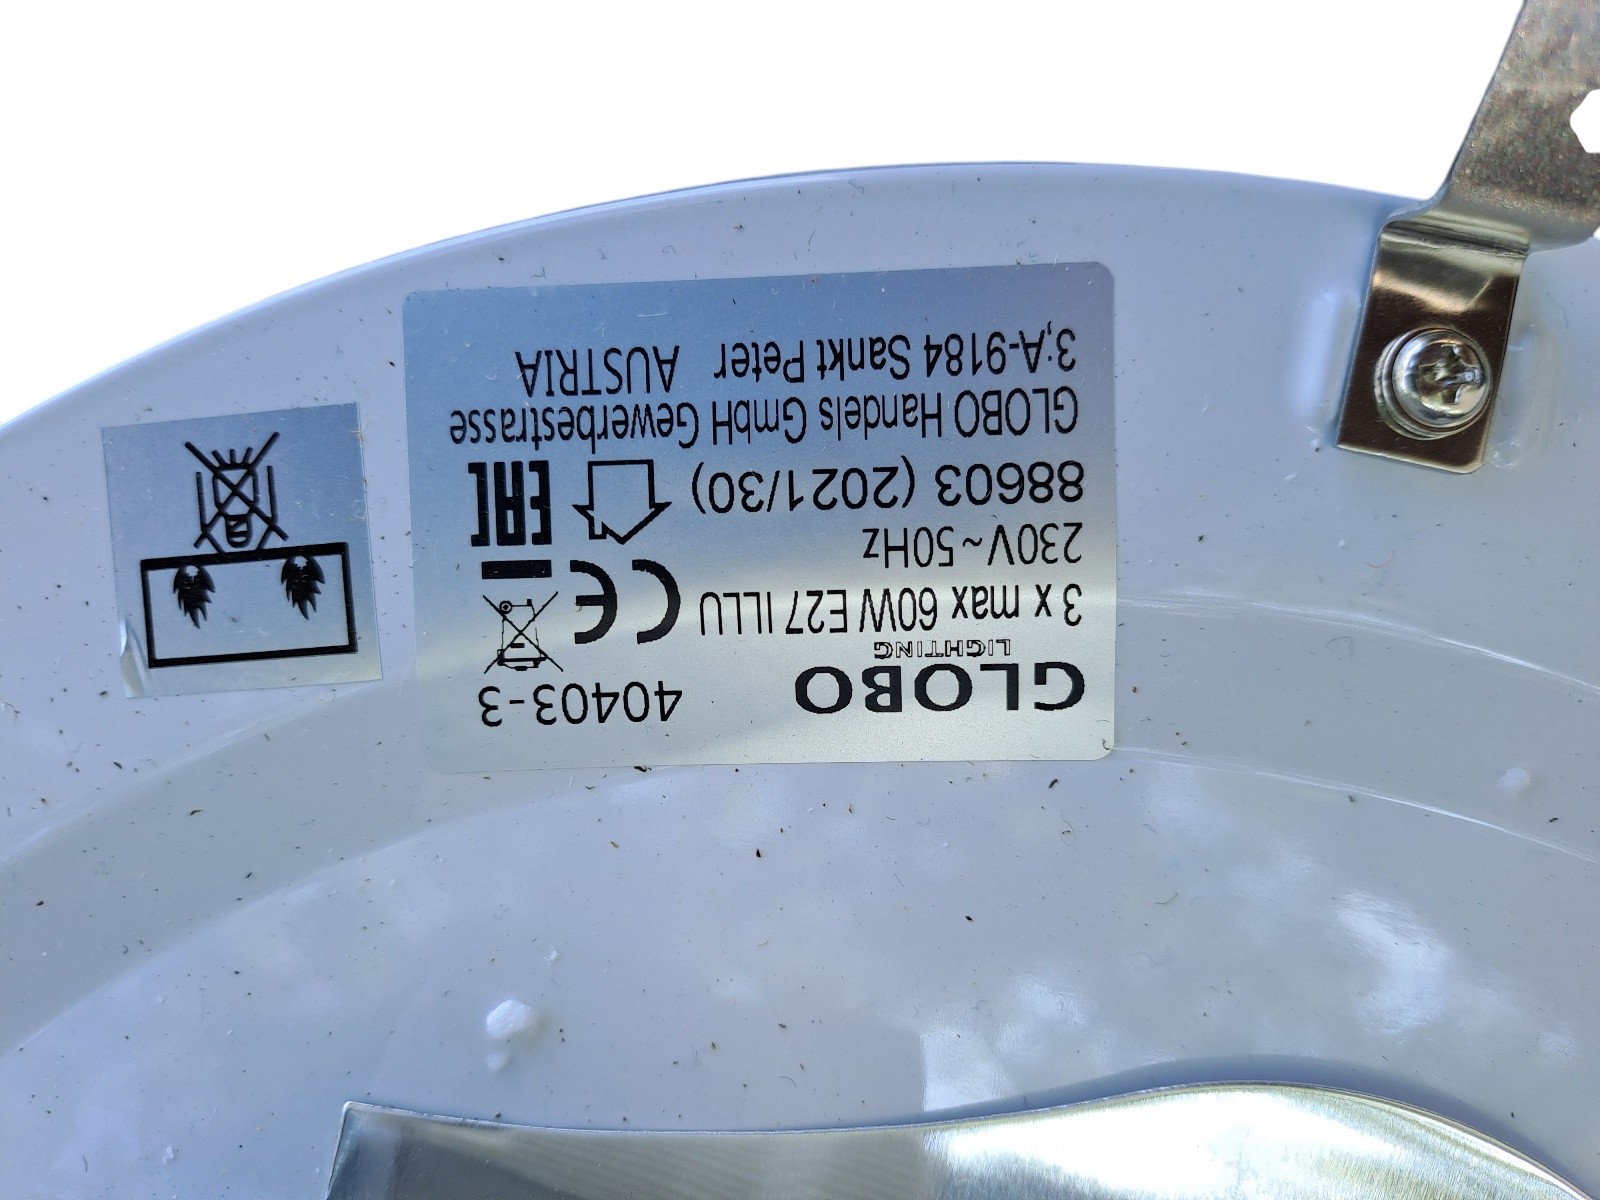 GLOBO 40403-3
LIGHTING
3 x max 60W E27 ILLU CE
230V~50Hz
88603 (2021/30) EAC
GLOBO Handels GmbH Gewerbestrasse
3,A-9184 Sankt Peter AUSTRIA